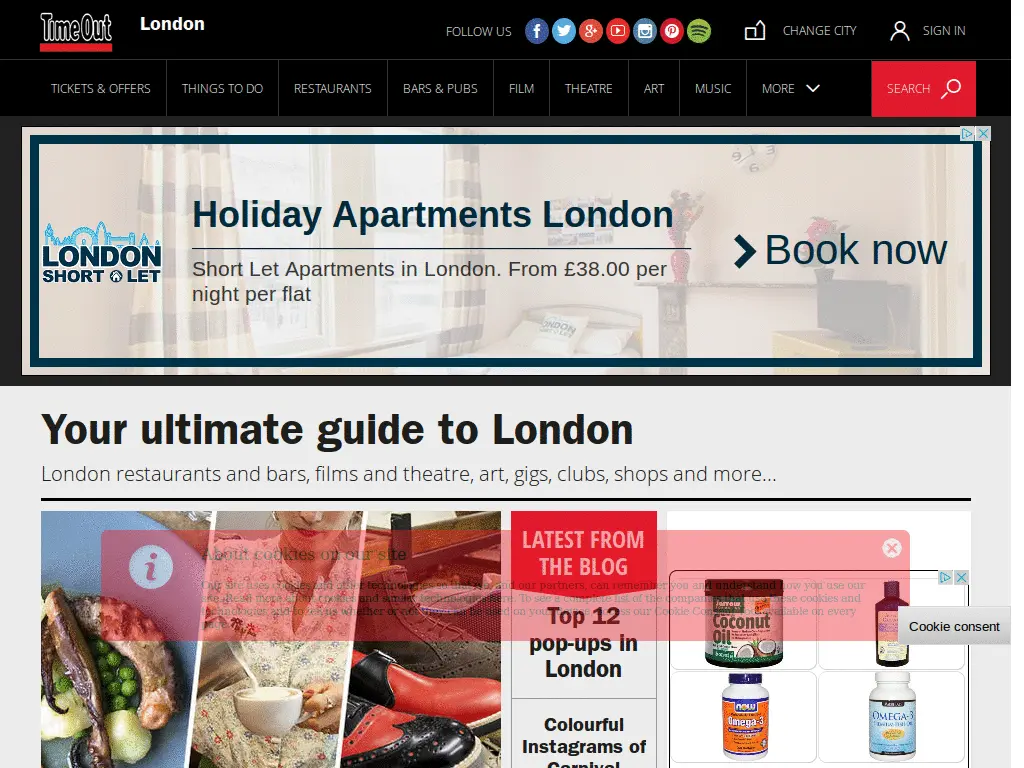 TimeOut
London
FOLLOW US
CHANGE CITY
SIGN IN
TICKETS & OFFERS
THINGS TO DO
RESTAURANTS
BARS & PUBS
FILM
THEATRE
ART
MUSIC
MORE
SEARCH
Holiday Apartments London
LONDON
SHORT LET
Short Let Apartments in London. From £38.00 per
night per flat
Book now
Your ultimate guide to London
London restaurants and bars, films and theatre, art, gigs, clubs, shops and more...
LATEST FROM
THE BLOG
About cookies on our site
Our site uses cookies and other technologies so that we, and our partners, can remember you and understand how you use our
Top 12
pop-ups in
London
Coconut
Oil
Cookie consent
Colourful
Instagrams of
Carnival
now
Omega-3
OMEGA-3